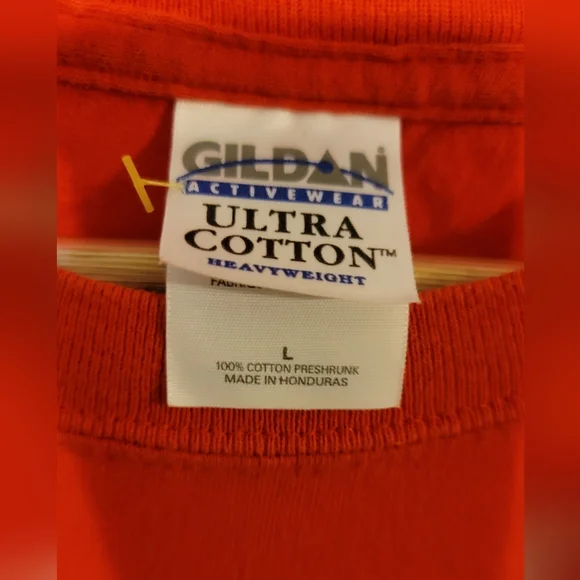 GILDAN
ACTIVEWEAR
ULTRA
COTTON™
HEAVYWEIGHT
L
100% COTTON PRESHRUNK
MADE IN HONDURAS